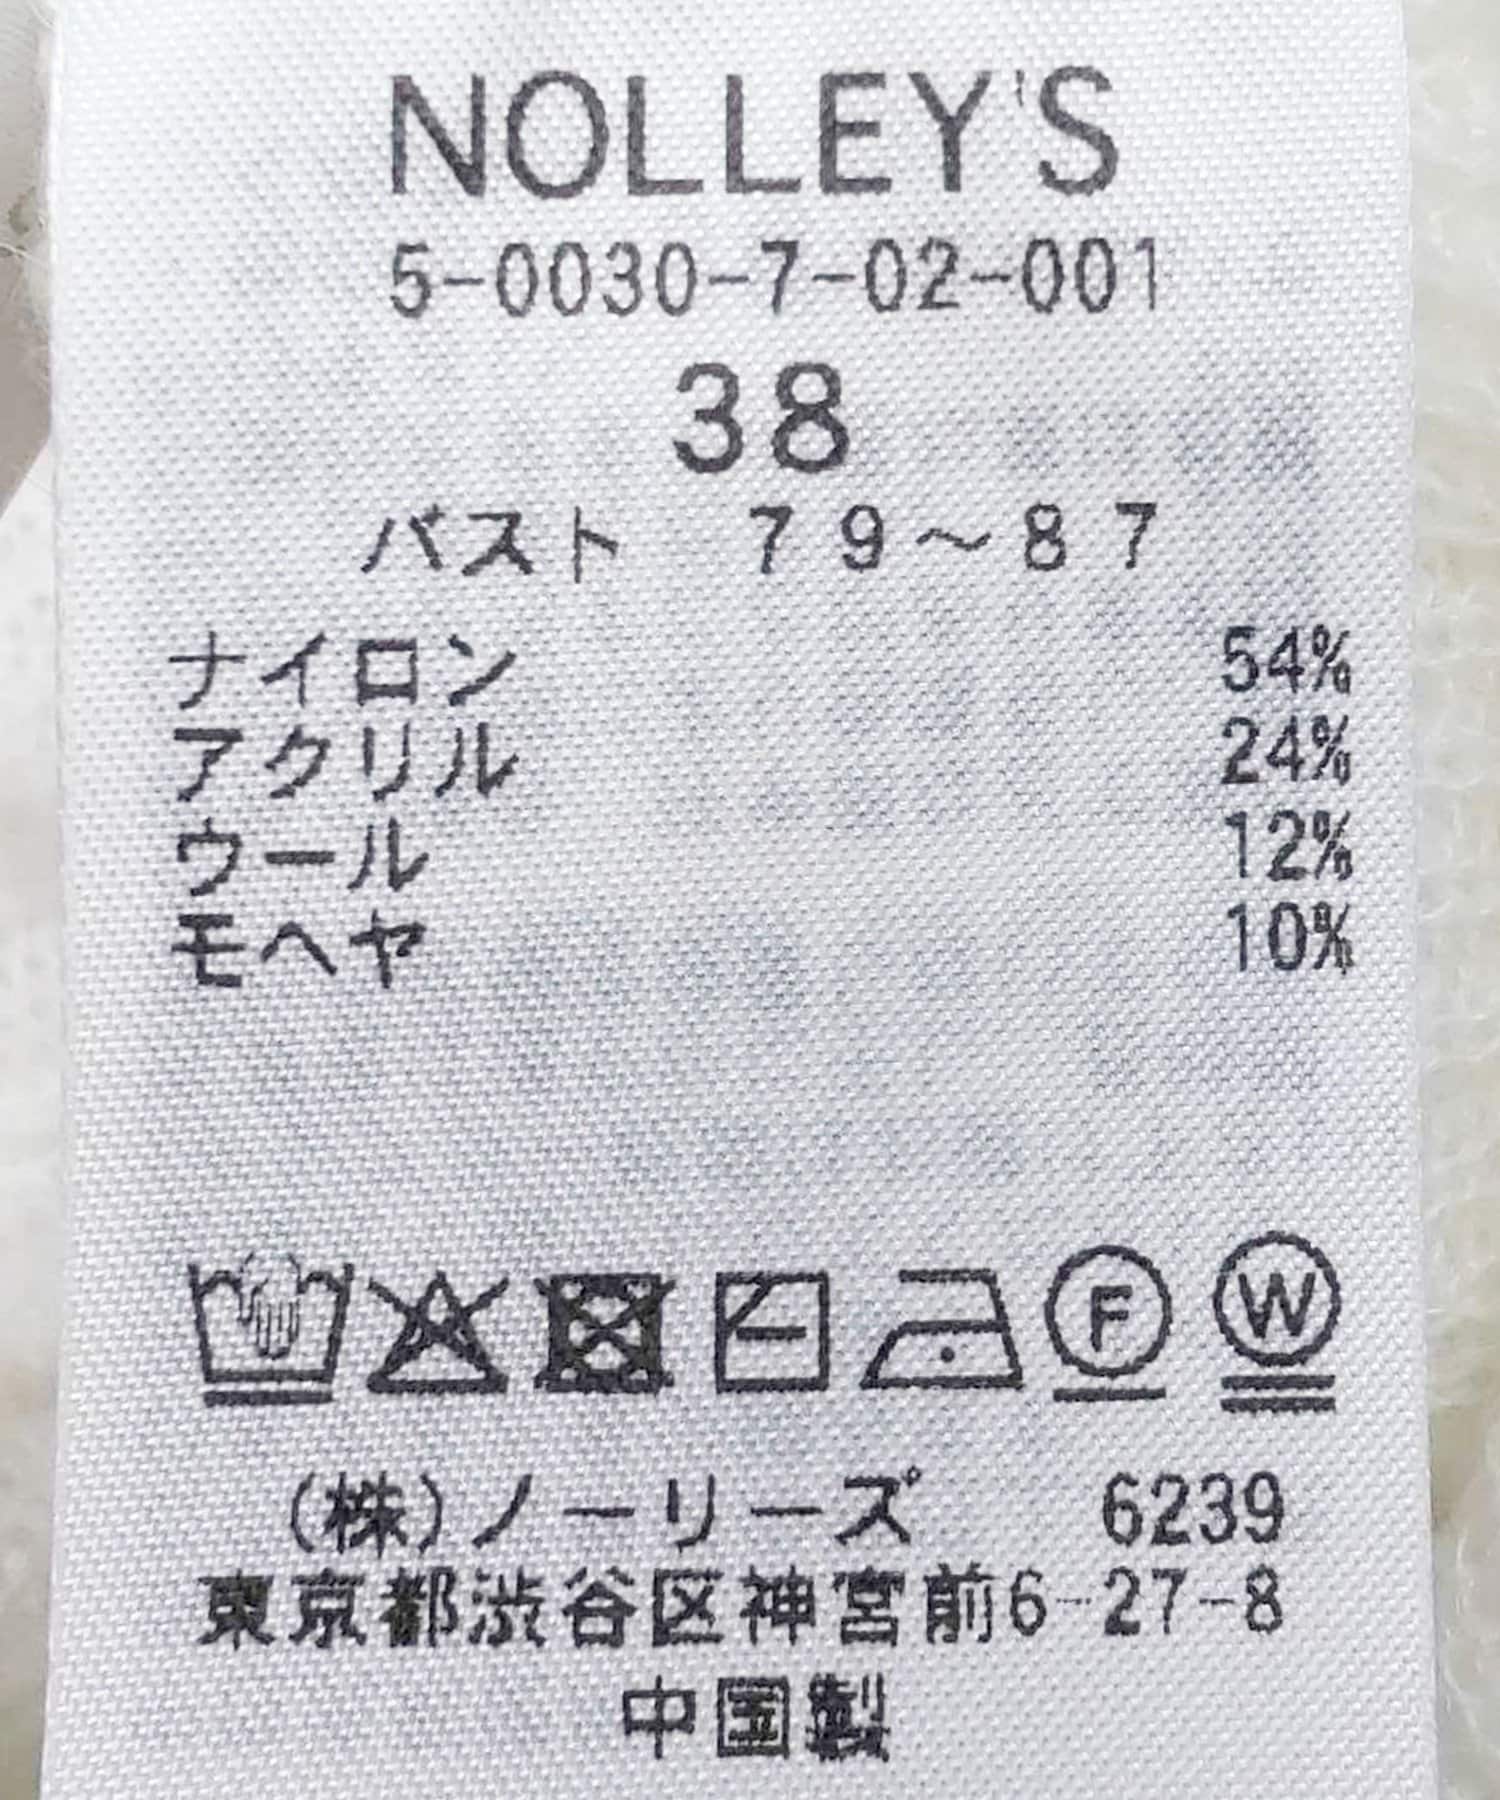 NOLLEY'S
5-0030-7-02-001
38
バスト 79〜87
ナイロン 54%
アクリル 24%
ウール 12%
モヘヤ 10%
F W
(株)ノーリーズ 6239
東京都渋谷区神宮前6-27-8
中国製